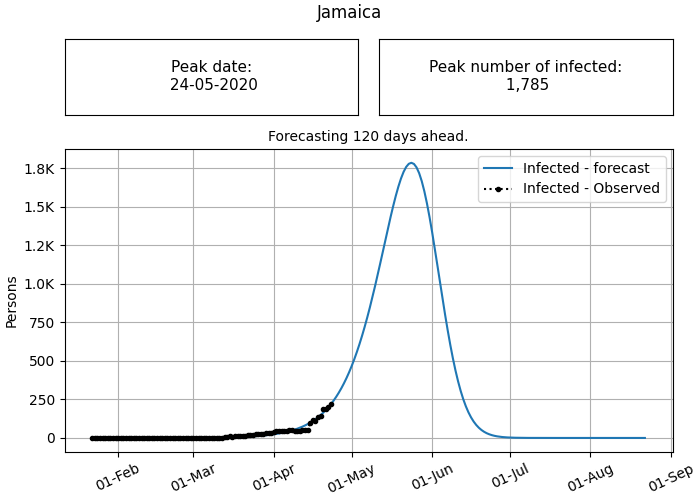 Jamaica
Peak date:
24-05-2020
Peak number of infected:
1,785
Forecasting 120 days ahead.
Infected - forecast
Infected - Observed
1.8K
1.5K
1.2K
1.0K
750
500
250
0
Persons
01-Feb
01-Mar
01-Apr
01-May
01-Jun
01-Jul
01-Aug
01-Sep